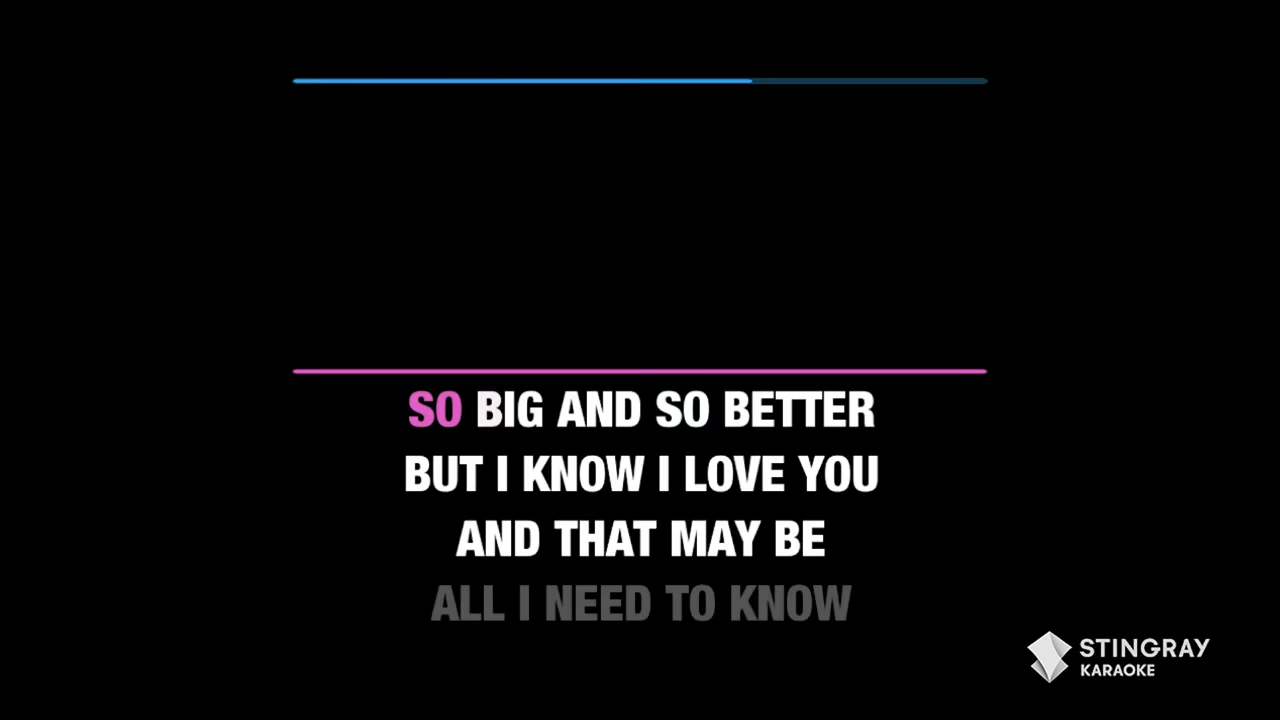 SO BIG AND SO BETTER
BUT I KNOW I LOVE YOU
AND THAT MAY BE
ALL I NEED TO KNOW
STINGRAY
KARAOKE